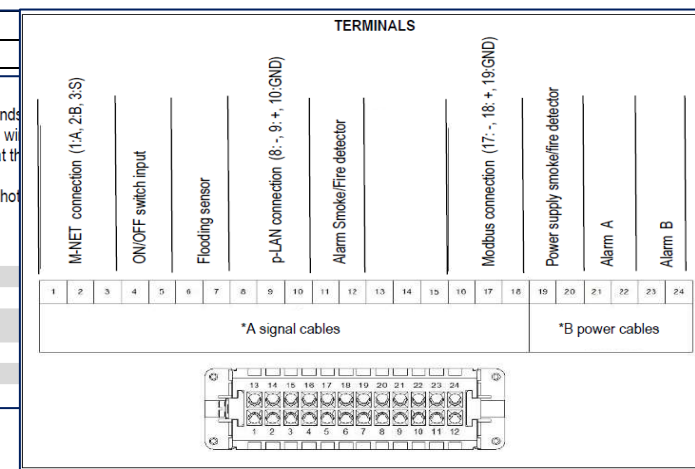 TERMINALS
M-NET connection (1:A, 2:B, 3:S)
ON/OFF switch input
Flooding sensor
p-LAN connection (8: -, 9: +, 10:GND)
Alarm Smoke/Fire detector
Modbus connection (17: -, 18: +, 19:GND)
Power supply smoke/fire detector
Alarm A
Alarm B
1 2 3 4 5 6 7 8 9 10 11 12 13 14 15 16 17 18 19 20 21 22 23 24
*A signal cables *B power cables
13 14 15 16 17 18 19 20 21 22 23 24
1 2 3 4 5 6 7 8 9 10 11 12